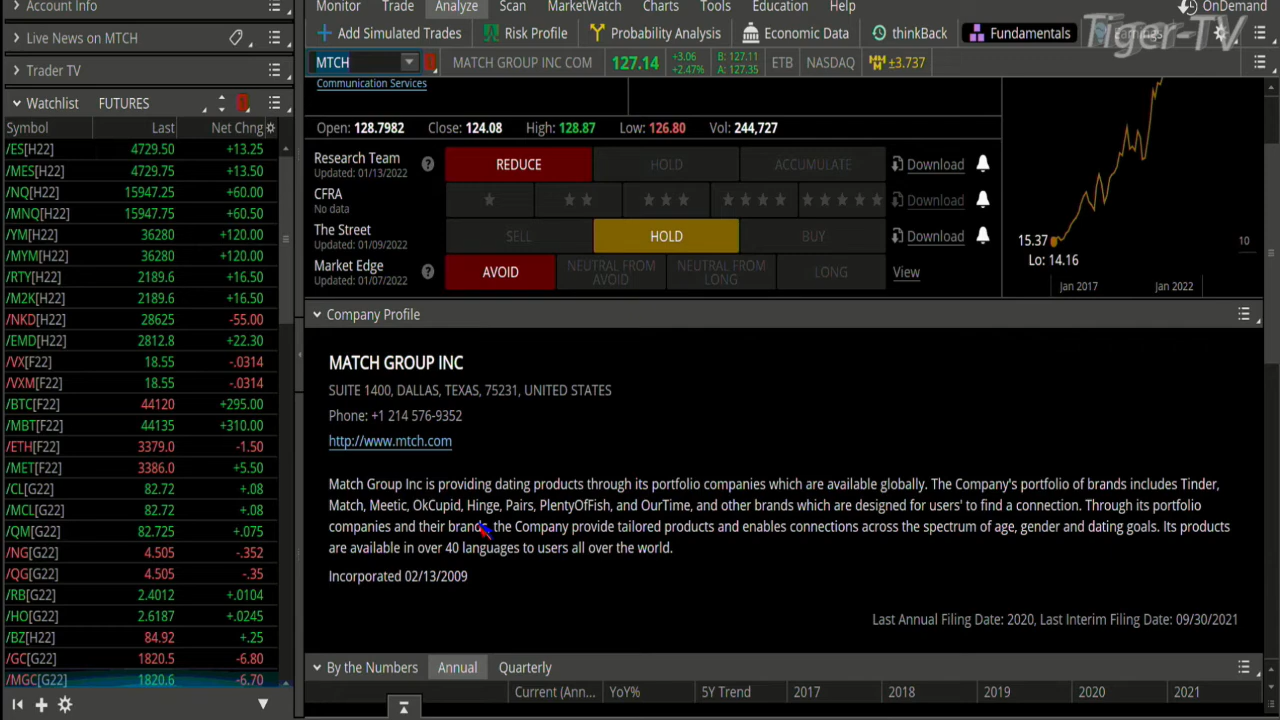 Account Info
Monitor Trade Analyze Scan MarketWatch Charts Tools Education Help OnDemand
Live News on MTCH
Add Simulated Trades Risk Profile Probability Analysis Economic Data thinkBack Fundamentals Earnings
Tiger-TV
Trader TV
MTCH MATCH GROUP INC COM 127.14 +3.06 +2.47% B: 127.11 A: 127.35 ETB NASDAQ ±3.737
Communication Services
Watchlist FUTURES
Symbol Last Net Chng
/ES[H22] 4729.50 +13.25
/MES[H22] 4729.75 +13.50
/NQ[H22] 15947.25 +60.00
/MNQ[H22] 15947.75 +60.50
/YM[H22] 36280 +120.00
/MYM[H22] 36280 +120.00
/RTY[H22] 2189.6 +16.50
/M2K[H22] 2189.6 +16.50
/NKD[H22] 28625 -55.00
/EMD[H22] 2812.8 +22.30
/VX[F22] 18.55 -.0314
/VXM[F22] 18.55 -.0314
/BTC[F22] 44120 +295.00
/MBT[F22] 44135 +310.00
/ETH[F22] 3379.0 -1.50
/MET[F22] 3386.0 +5.50
/CL[G22] 82.72 +.08
/MCL[G22] 82.72 +.08
/QM[G22] 82.725 +.075
/NG[G22] 4.505 -.352
/QG[G22] 4.505 -.35
/RB[G22] 2.4012 +.0104
/HO[G22] 2.6187 +.0245
/BZ[H22] 84.92 +.25
/GC[G22] 1820.5 -6.80
/MGC[G22] 1820.6 -6.70
Open: 128.7982 Close: 124.08 High: 128.87 Low: 126.80 Vol: 244,727
Research Team REDUCE HOLD ACCUMULATE Download
Updated: 01/13/2022
CFRA Download
No data
The Street SELL HOLD BUY Download
Updated: 01/09/2022
Market Edge AVOID NEUTRAL FROM AVOID NEUTRAL FROM LONG LONG View
Updated: 01/07/2022
15.37 10
Lo: 14.16
Jan 2017 Jan 2022
Company Profile
MATCH GROUP INC
SUITE 1400, DALLAS, TEXAS, 75231, UNITED STATES
Phone: +1 214 576-9352
http://www.mtch.com
Match Group Inc is providing dating products through its portfolio companies which are available globally. The Company's portfolio of brands includes Tinder,
Match, Meetic, OkCupid, Hinge, Pairs, PlentyOfFish, and OurTime, and other brands which are designed for users' to find a connection. Through its portfolio
companies and their brands, the Company provide tailored products and enables connections across the spectrum of age, gender and dating goals. Its products
are available in over 40 languages to users all over the world.
Incorporated 02/13/2009
Last Annual Filing Date: 2020, Last Interim Filing Date: 09/30/2021
By the Numbers Annual Quarterly
Current (Ann... YoY% 5Y Trend 2017 2018 2019 2020 2021